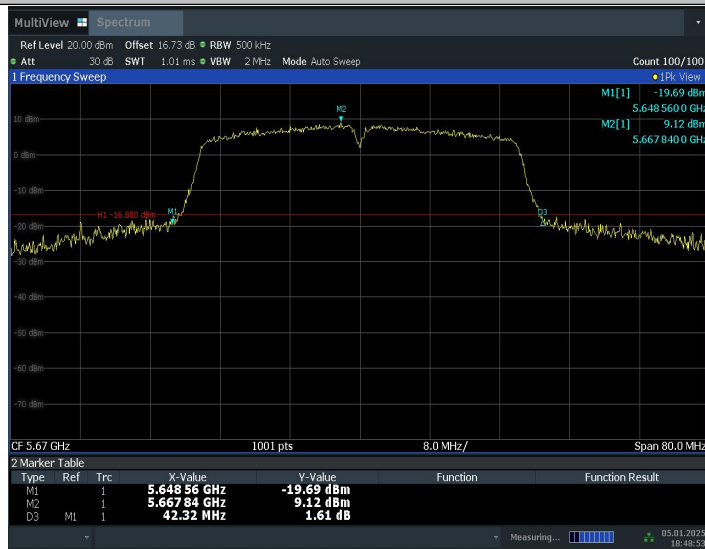 MultiView Spectrum
Ref Level 20.00 dBm Offset 16.73 dB RBW 500 kHz
Att 30 dB SWT 1.01 ms VBW 2 MHz Mode Auto Sweep Count 100/100
1 Frequency Sweep 1Pk View
M1[1] -19.69 dBm
5.648 560 0 GHz
M2[1] 9.12 dBm
5.667 840 0 GHz
M2
10 dBm
0 dBm
-10 dBm
H1 -16.880 dBm M1 D3
-20 dBm
-30 dBm
-40 dBm
-50 dBm
-60 dBm
-70 dBm
CF 5.67 GHz 1001 pts 8.0 MHz/ Span 80.0 MHz
2 Marker Table
Type Ref Trc X-Value Y-Value Function Function Result
M1 1 5.648 56 GHz -19.69 dBm
M2 1 5.667 84 GHz 9.12 dBm
D3 M1 1 42.32 MHz 1.61 dB
Measuring... 05.01.2025
18:48:53